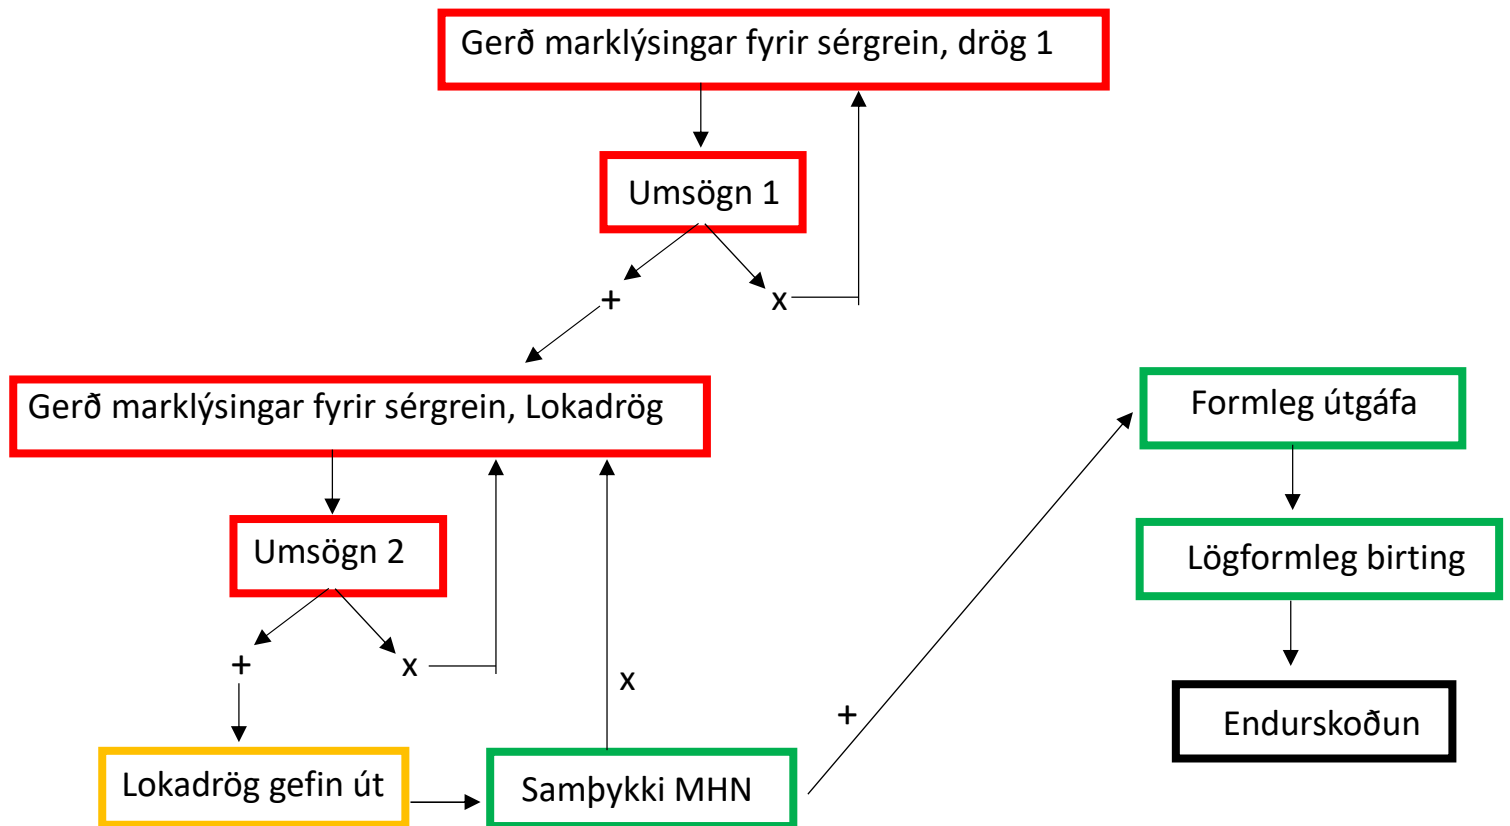 Gerð marklýsingar fyrir sérgrein, drög 1
Umsögn 1
+
x
Gerð marklýsingar fyrir sérgrein, Lokadrög
Umsögn 2
+
x
x
Lokadrög gefin út
Samþykki MHN
+
Formleg útgáfa
Lögformleg birting
Endurskoðun